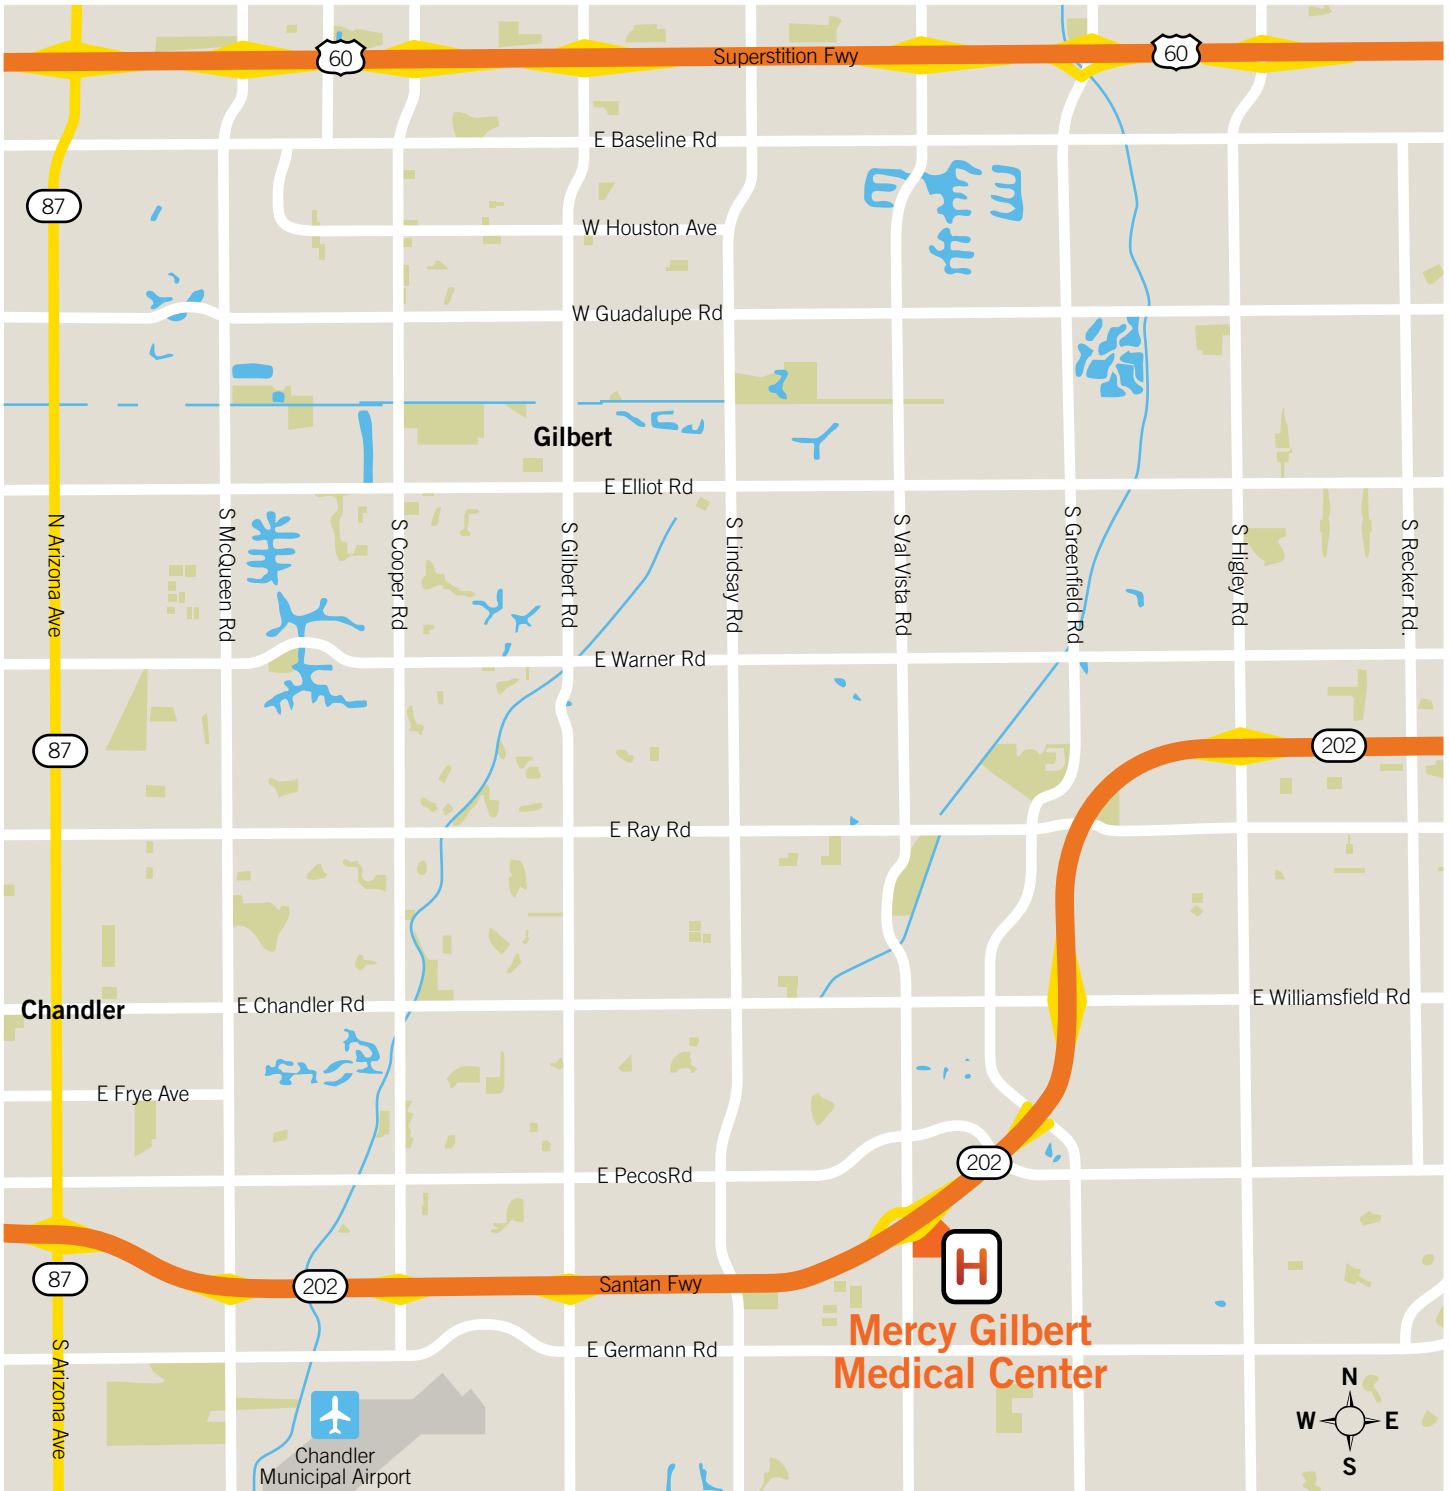 60
Superstition Fwy
60
E Baseline Rd
87
W Houston Ave
W Guadalupe Rd
Gilbert
E Elliot Rd
N Arizona Ave
S McQueen Rd
S Cooper Rd
S Gilbert Rd
S Lindsay Rd
S Val Vista Rd
S Greenfield Rd
S Higley Rd
S Recker Rd.
E Warner Rd
87
202
E Ray Rd
Chandler
E Chandler Rd
E Williamsfield Rd
E Frye Ave
E PecosRd
202
H
87
202
Santan Fwy
Mercy Gilbert
Medical Center
S Arizona Ave
E Germann Rd
N
W E
S
Chandler
Municipal Airport